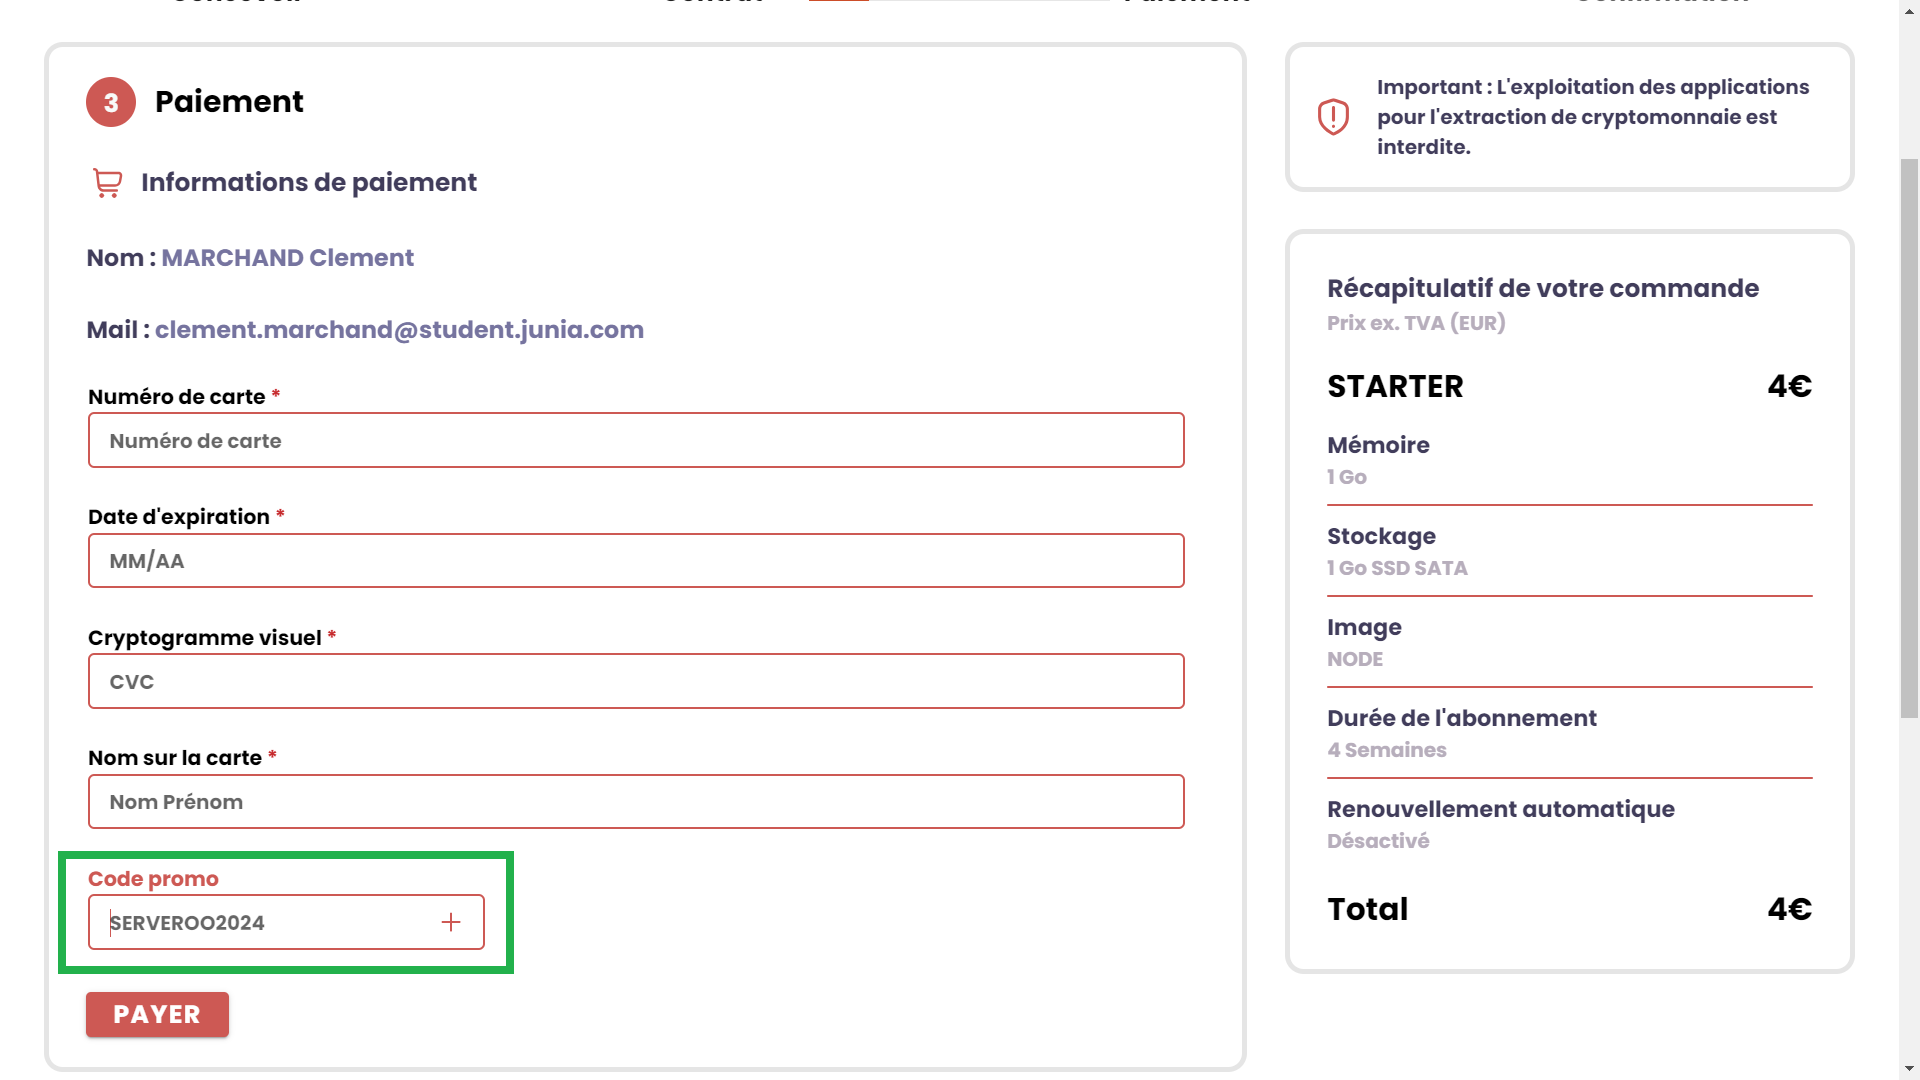 3 Paiement
Informations de paiement
Nom : MARCHAND Clement
Mail : clement.marchand@student.junia.com
Numéro de carte *
Numéro de carte
Date d'expiration *
MM/AA
Cryptogramme visuel *
CVC
Nom sur la carte *
Nom Prénom
Code promo
SERVEROO2024
PAYER
Important : L'exploitation des applications
pour l'extraction de cryptomonnaie est
interdite.
Récapitulatif de votre commande
Prix ex. TVA (EUR)
STARTER 4€
Mémoire
1 Go
Stockage
1 Go SSD SATA
Image
NODE
Durée de l'abonnement
4 Semaines
Renouvellement automatique
Désactivé
Total 4€